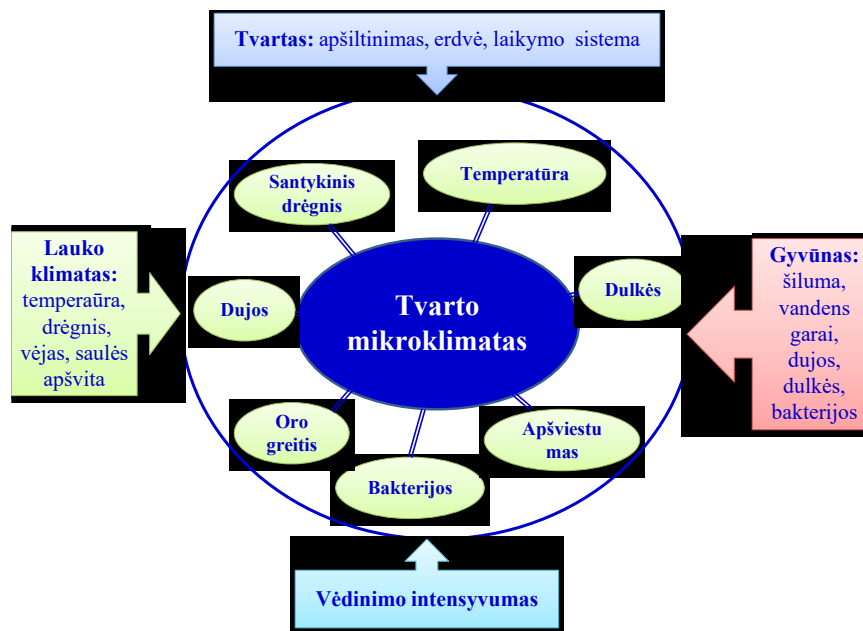 Tvartas: apšiltinimas, erdvė, laikymo sistema
Santykinis
drėgnis
Temperatūra
Lauko
klimatas:
temperaūra,
drėgnis,
vėjas, saulės
apšvita
Dujos
Tvarto
mikroklimatas
Dulkės
Gyvūnas:
šiluma,
vandens
garai,
dujos,
dulkės,
bakterijos
Oro
greitis
Bakterijos
Apšviestu
mas
Vėdinimo intensyvumas